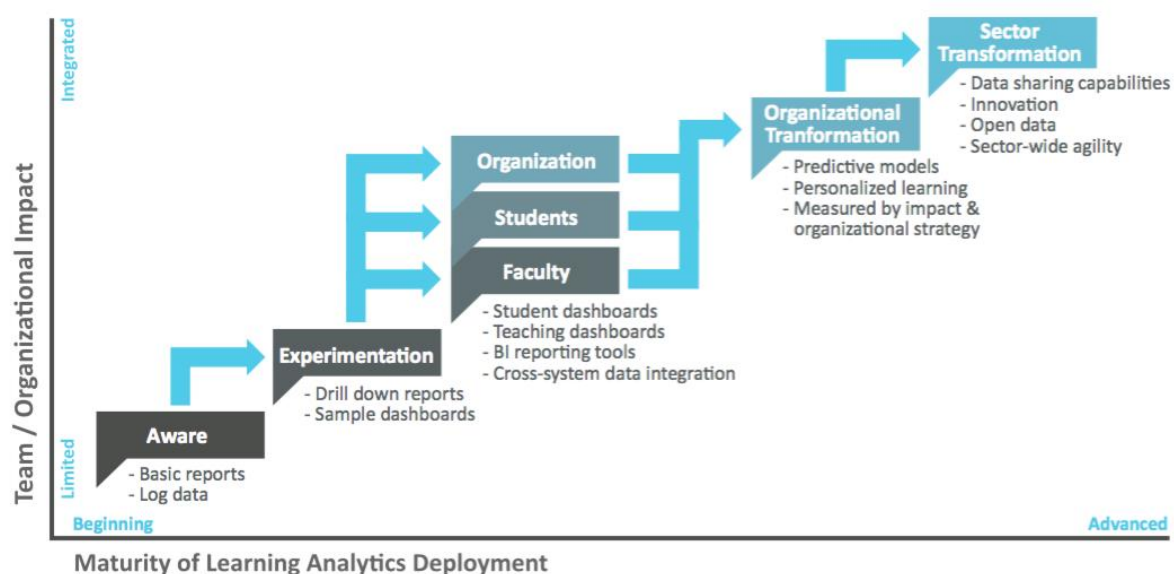 Team / Organizational Impact
Integrated
Limited
Sector
Transformation
- Data sharing capabilities
- Innovation
- Open data
- Sector-wide agility
Organizational
Tranformation
- Predictive models
- Personalized learning
- Measured by impact &
organizational strategy
Organization
Students
Faculty
- Student dashboards
- Teaching dashboards
- BI reporting tools
- Cross-system data integration
Experimentation
- Drill down reports
- Sample dashboards
Aware
- Basic reports
- Log data
Beginning
Advanced
Maturity of Learning Analytics Deployment